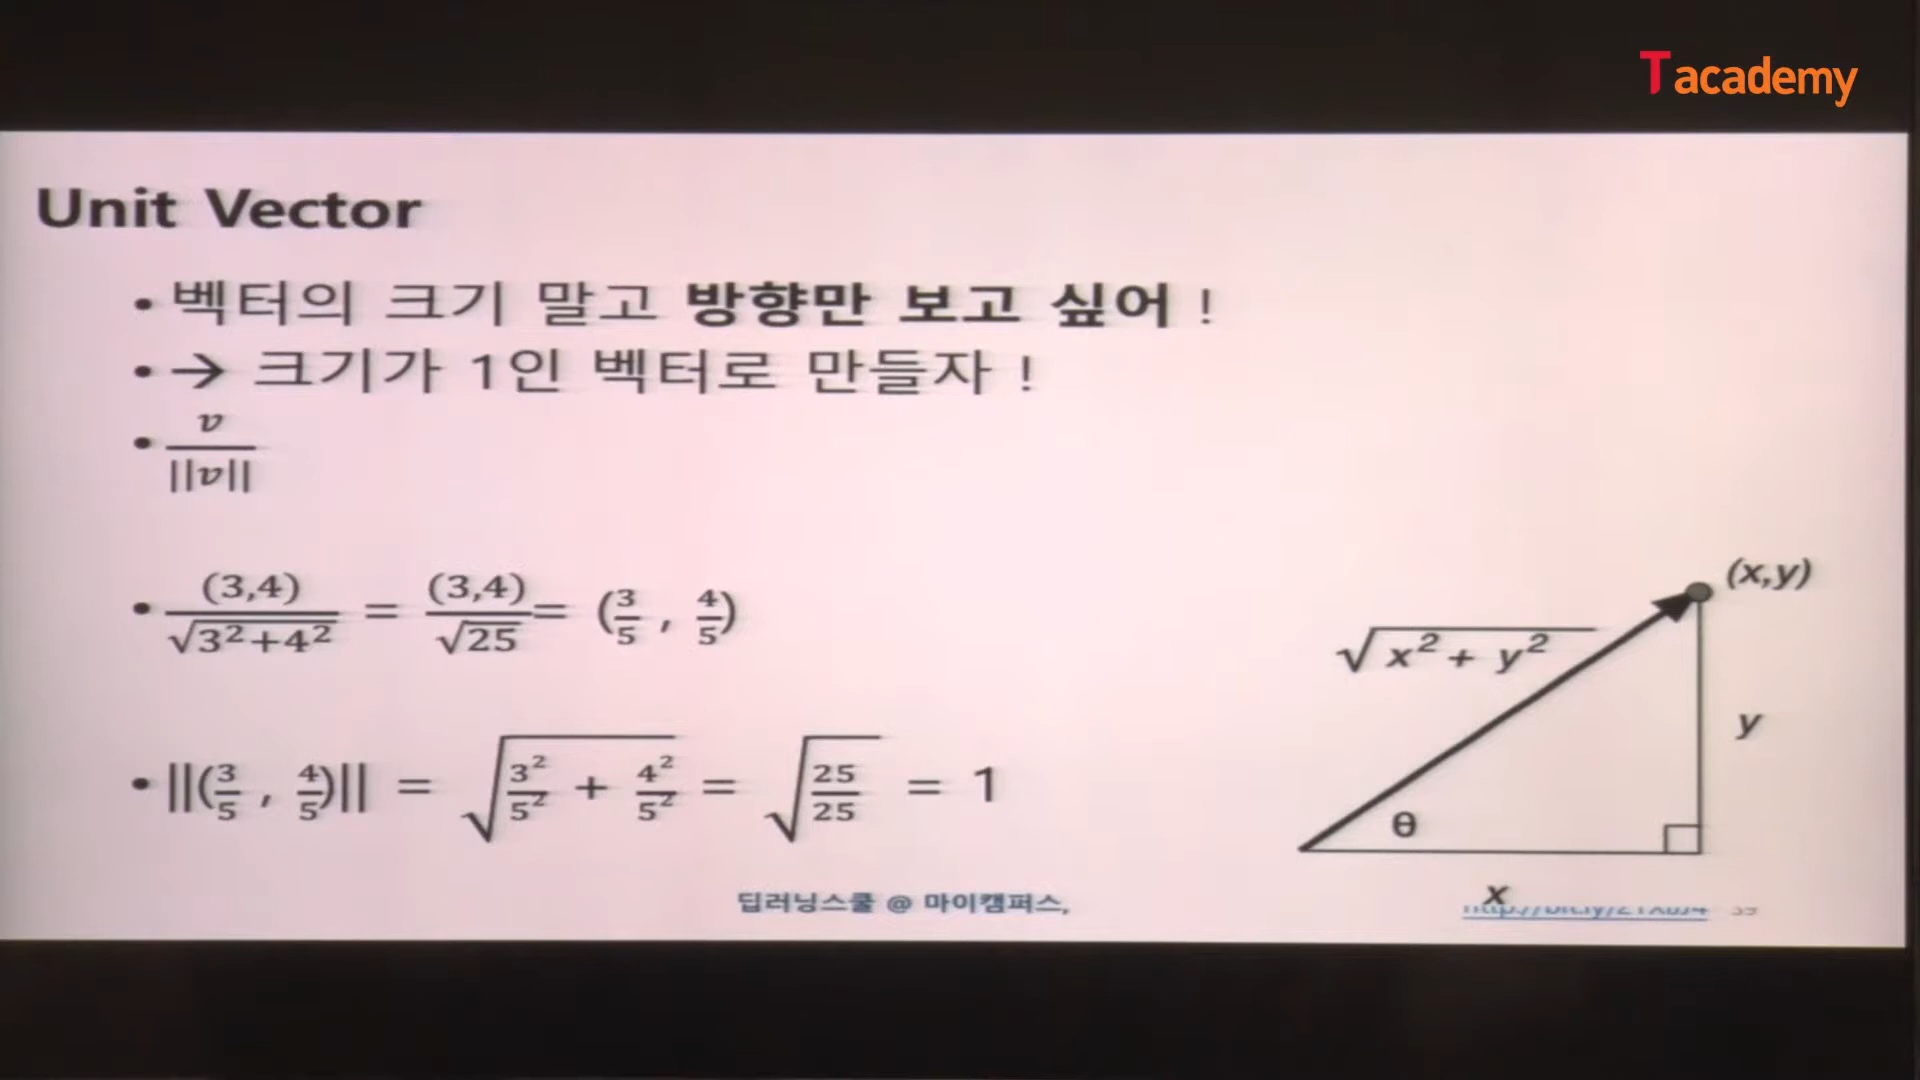 T academy
Unit Vector
• 벡터의 크기 말고 방향만 보고 싶어 !
• → 크기가 1인 벡터로 만들자 !
• v / ||v||
• (3,4) / √(3²+4²) = (3,4) / √25 = (3/5 , 4/5)
• ||(3/5 , 4/5)|| = √(3²/5² + 4²/5²) = √(25/25) = 1
(x,y)
√(x² + y²)
y
θ
x
딥러닝스쿨 @ 마이캠퍼스,